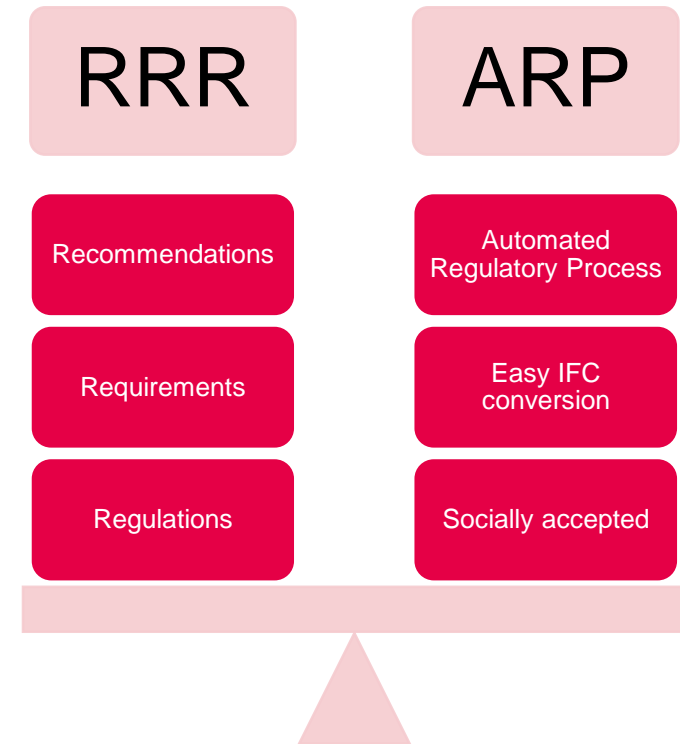 RRR
Recommendations
Requirements
Regulations
ARP
Automated
Regulatory Process
Easy IFC
conversion
Socially accepted